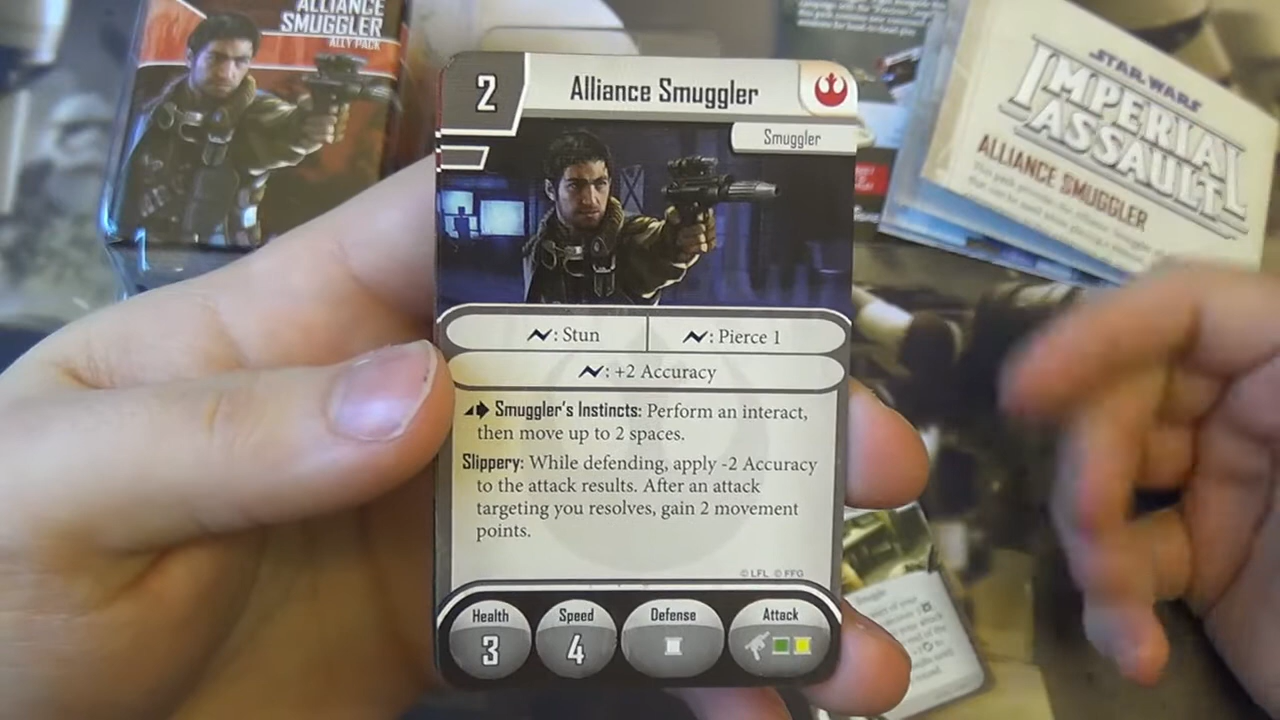 ALLIANCE
SMUGGLER
ALLY PACK
2
Alliance Smuggler
Smuggler
: Stun
: Pierce 1
: +2 Accuracy
Smuggler's Instincts: Perform an interact,
then move up to 2 spaces.
Slippery: While defending, apply -2 Accuracy
to the attack results. After an attack
targeting you resolves, gain 2 movement
points.
© LFL © FFG
Health
3
Speed
4
Defense
Attack
STAR WARS
IMPERIAL
ASSAULT
ALLIANCE SMUGGLER